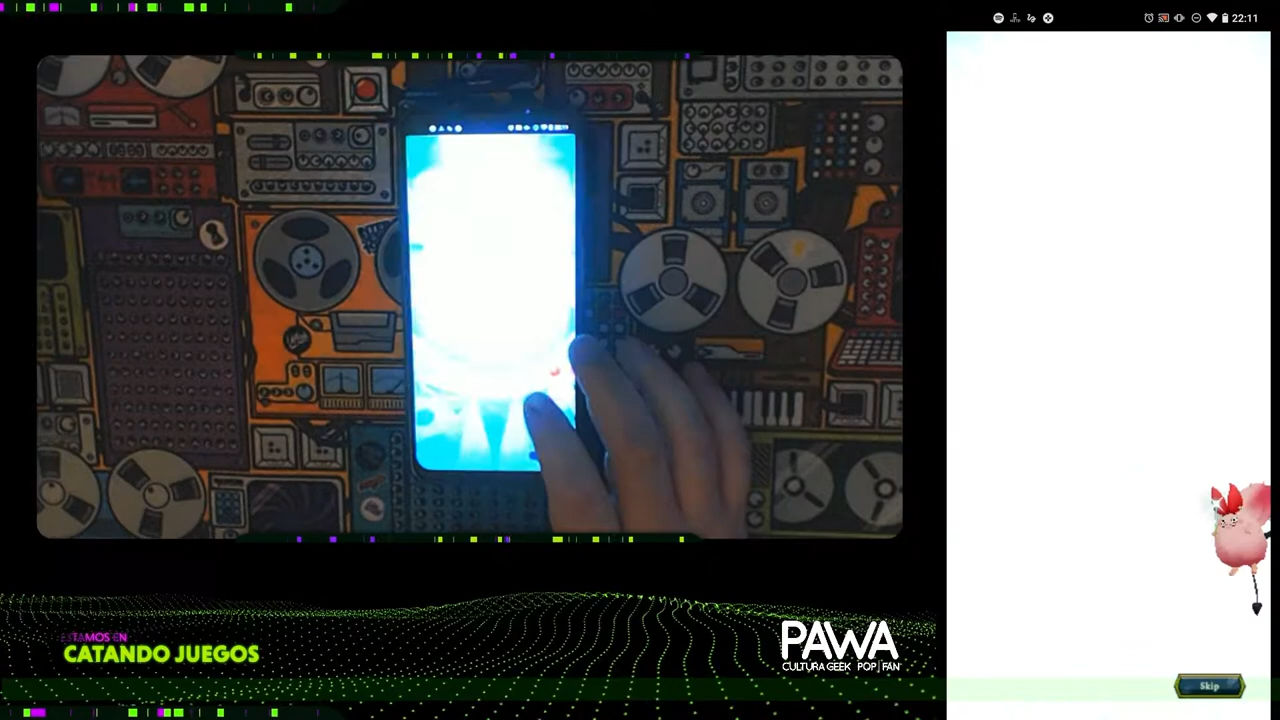 22:11
ESTAMOS EN
CATANDO JUEGOS
PAWA
CULTURA GEEK POP FAN
Skip